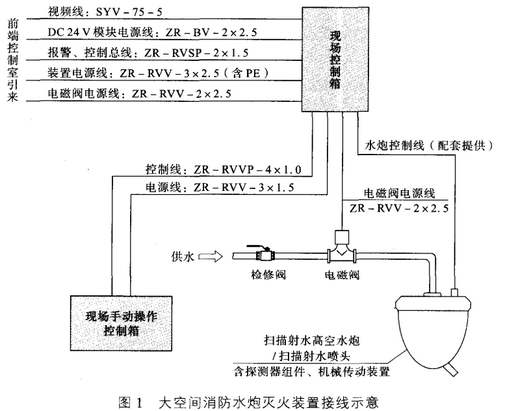 前端控制室引来
视频线：SYV－75－5
DC24V模块电源线：ZR－BV－2×2.5
报警、控制总线：ZR－RVSP－2×1.5
装置电源线：ZR－RVV－3×2.5（含PE）
电磁阀电源线：ZR－RVV－2×2.5
现场控制箱
水炮控制线（配套提供）
控制线：ZR－RVVP－4×1.0
电源线：ZR－RVV－3×1.5
电磁阀电源线
ZR－RVV－2×2.5
供水
检修阀
电磁阀
现场手动操作
控制箱
扫描射水高空水炮
/扫描射水喷头
含探测器组件、机械传动装置
图1 大空间消防水炮灭火装置接线示意